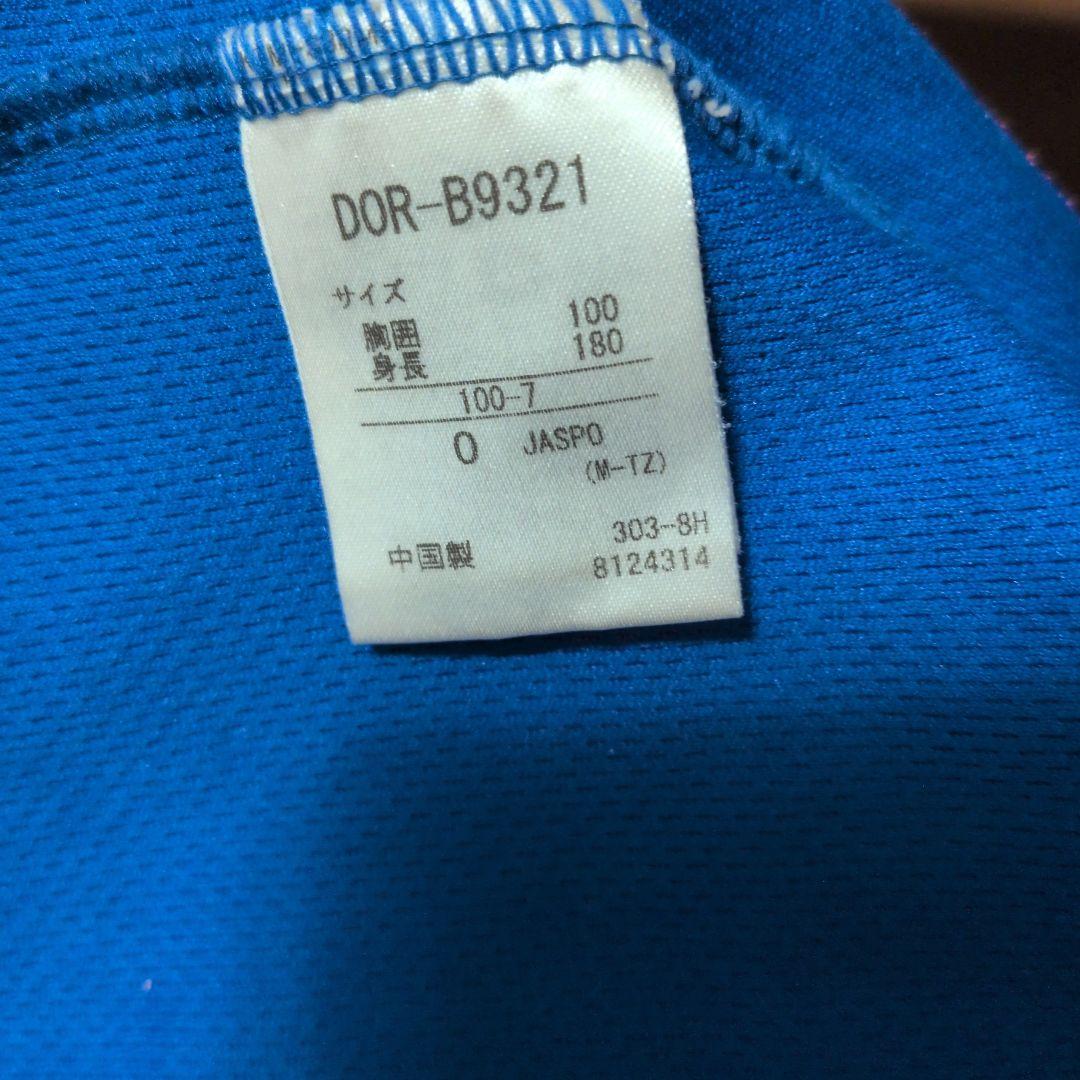 DOR-B9321
サイズ
胸囲 100
身長 180
100-7
O JASPO
(M-TZ)
303-8H
中国製 8124314